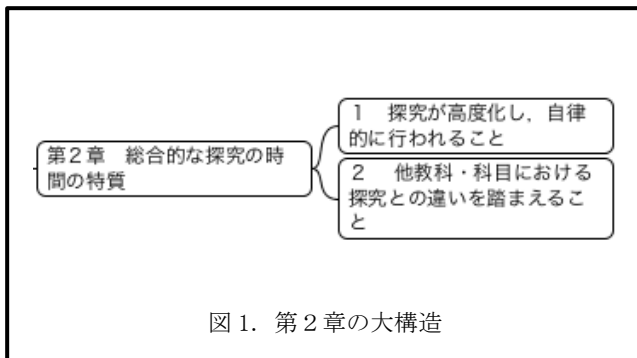 第２章　総合的な探究の時
間の特質
１　探究が高度化し，自律
的に行われること
２　他教科・科目における
探究との違いを踏まえるこ
と
図 1．第２章の大構造